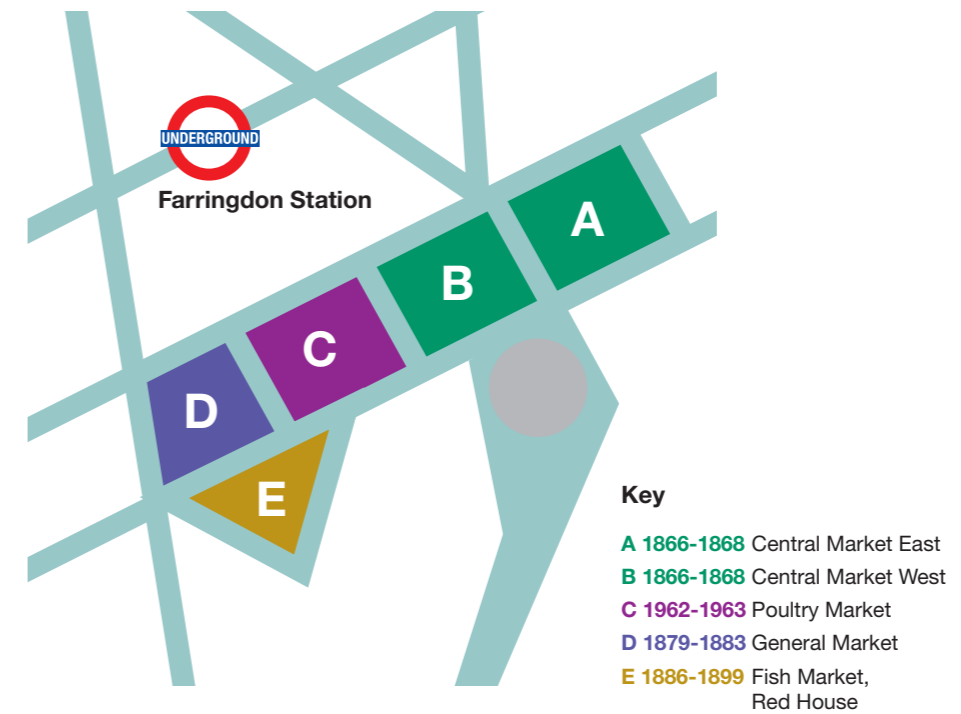 UNDERGROUND
Farringdon Station
A
B
C
D
E
Key
A 1866-1868 Central Market East
B 1866-1868 Central Market West
C 1962-1963 Poultry Market
D 1879-1883 General Market
E 1886-1899 Fish Market,
Red House